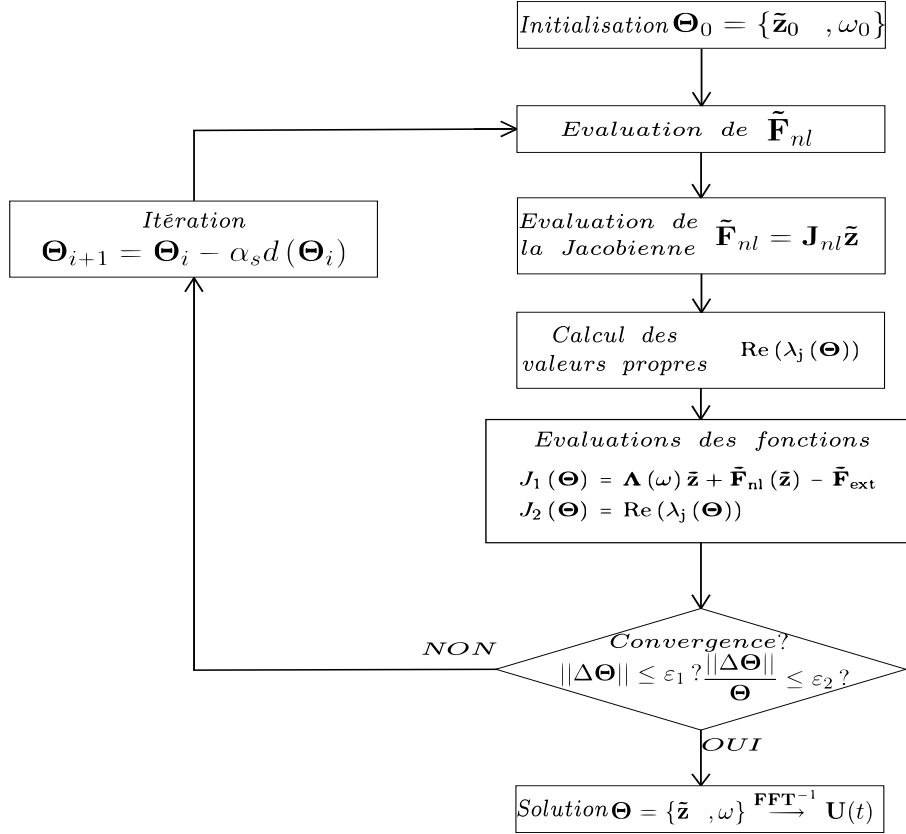 Initialisation Θ₀ = {z̃₀ , ω₀}
Evaluation de F̃ₙₗ
Itération
Θᵢ₊₁ = Θᵢ − αₛd (Θᵢ)
Evaluation de
la Jacobienne F̃ₙₗ = Jₙₗz̃
Calcul des
valeurs propres Re (λⱼ (Θ))
Evaluations des fonctions
J₁ (Θ) = Λ (ω) z̃ + F̃ₙₗ (z̃) − F̃ₑₓₜ
J₂ (Θ) = Re (λⱼ (Θ))
NON
Convergence?
||ΔΘ|| ≤ ε₁ ? ||ΔΘ||/Θ ≤ ε₂ ?
OUI
Solution Θ = {z̃ , ω} FFT⁻¹⟶ U(t)